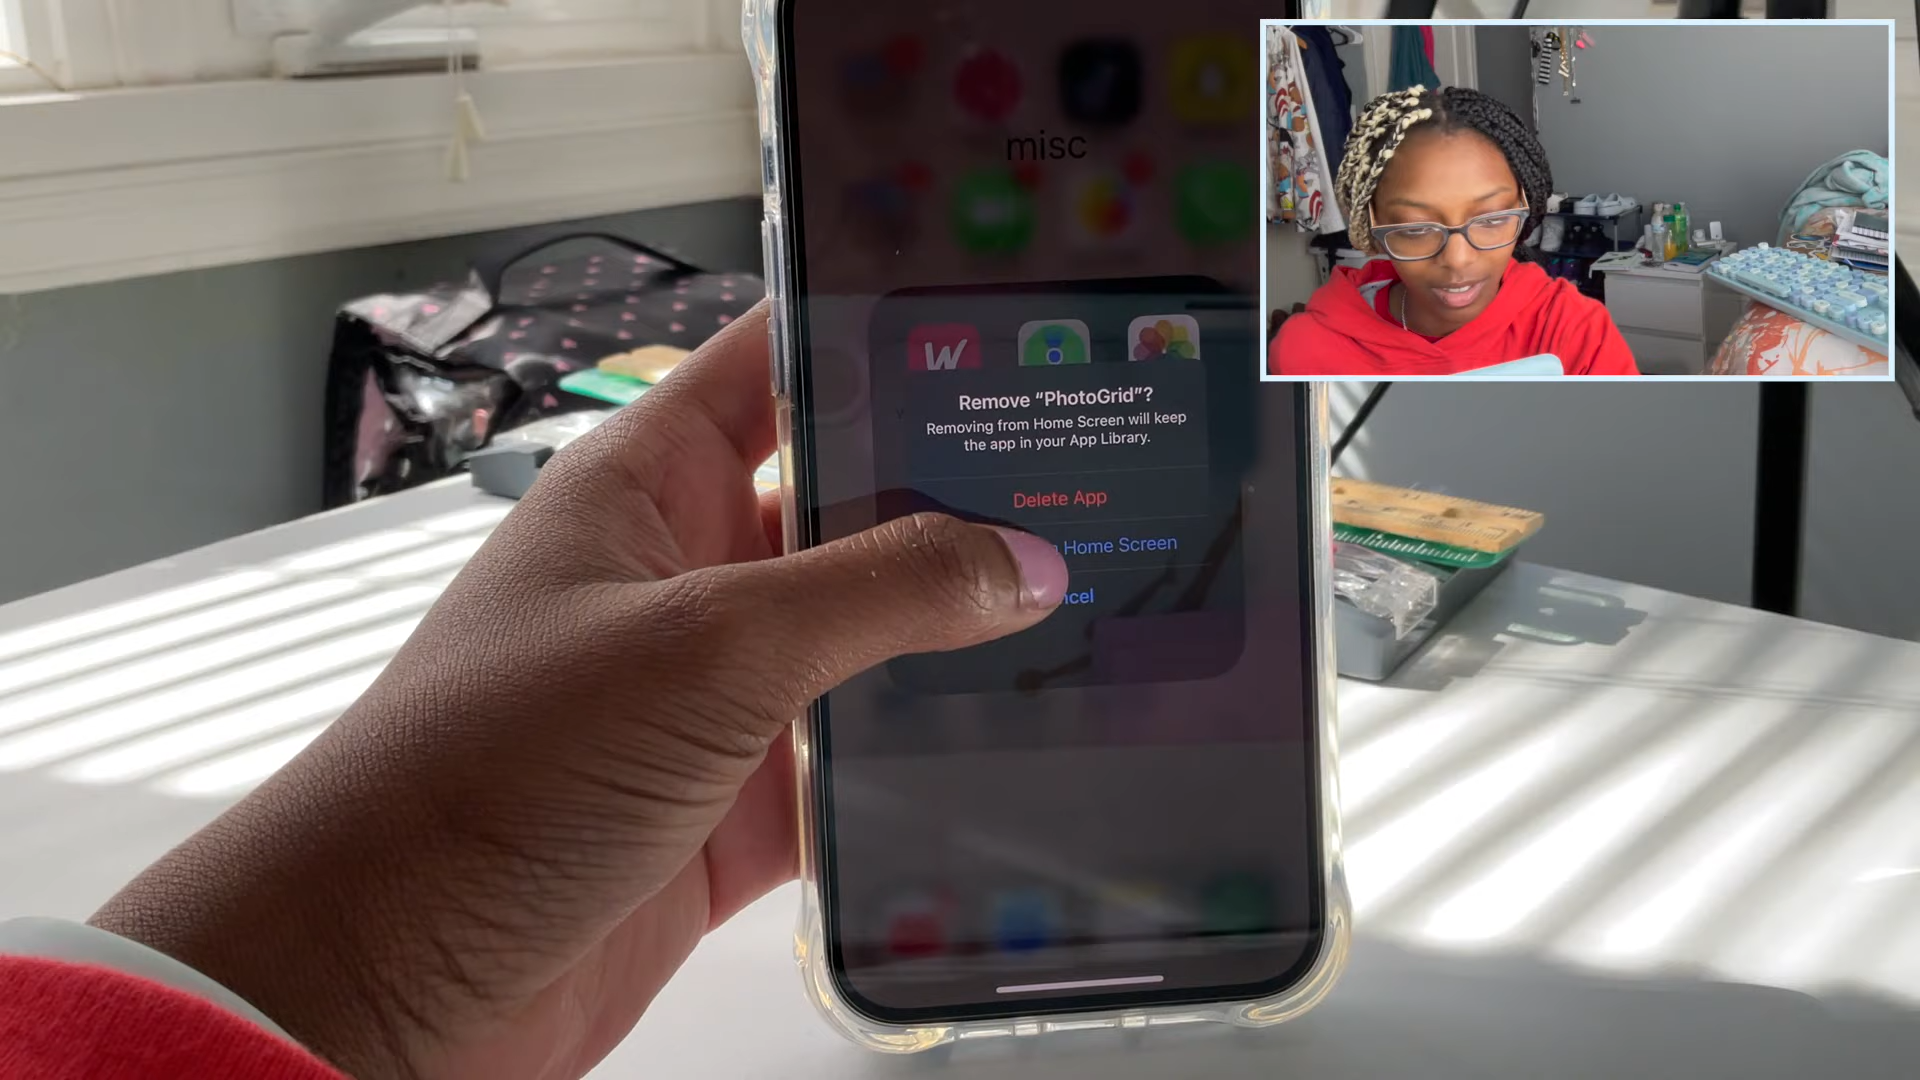 misc
W
Remove “PhotoGrid”?
Removing from Home Screen will keep
the app in your App Library.
Delete App
Home Screen
ncel